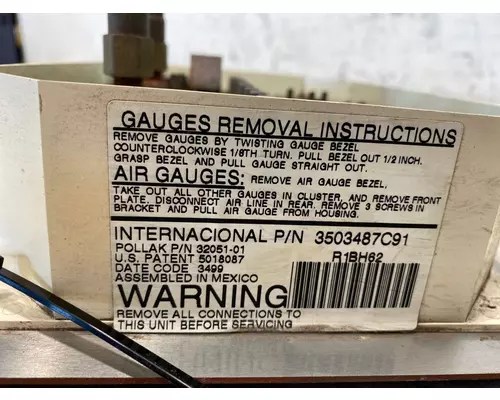 GAUGES REMOVAL INSTRUCTIONS
REMOVE GAUGES BY TWISTING GAUGE BEZEL
COUNTERCLOCKWISE 1/8TH TURN. PULL BEZEL OUT 1/2 INCH.
GRASP BEZEL AND PULL GAUGE STRAIGHT OUT.
AIR GAUGES: REMOVE AIR GAUGE BEZEL,
TAKE OUT ALL OTHER GAUGES IN CLUSTER, AND REMOVE FRONT
PLATE. DISCONNECT AIR LINE IN REAR. REMOVE 3 SCREWS IN
BRACKET AND PULL AIR GAUGE FROM HOUSING.
INTERNACIONAL P/N 3503487C91
POLLAK P/N 32051-01 R1BH62
U.S. PATENT 5018087
DATE CODE 3499
ASSEMBLED IN MEXICO
WARNING
REMOVE ALL CONNECTIONS TO
THIS UNIT BEFORE SERVICING